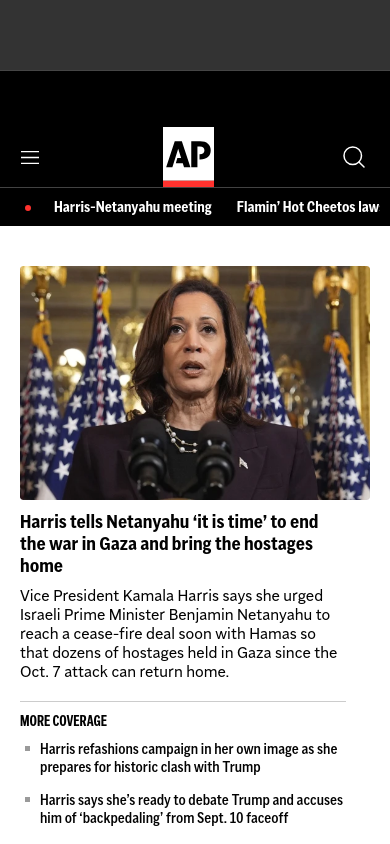 AP
Harris-Netanyahu meeting Flamin' Hot Cheetos law
Harris tells Netanyahu ‘it is time’ to end
the war in Gaza and bring the hostages
home
Vice President Kamala Harris says she urged
Israeli Prime Minister Benjamin Netanyahu to
reach a cease-fire deal soon with Hamas so
that dozens of hostages held in Gaza since the
Oct. 7 attack can return home.
MORE COVERAGE
Harris refashions campaign in her own image as she
prepares for historic clash with Trump
Harris says she’s ready to debate Trump and accuses
him of ‘backpedaling’ from Sept. 10 faceoff